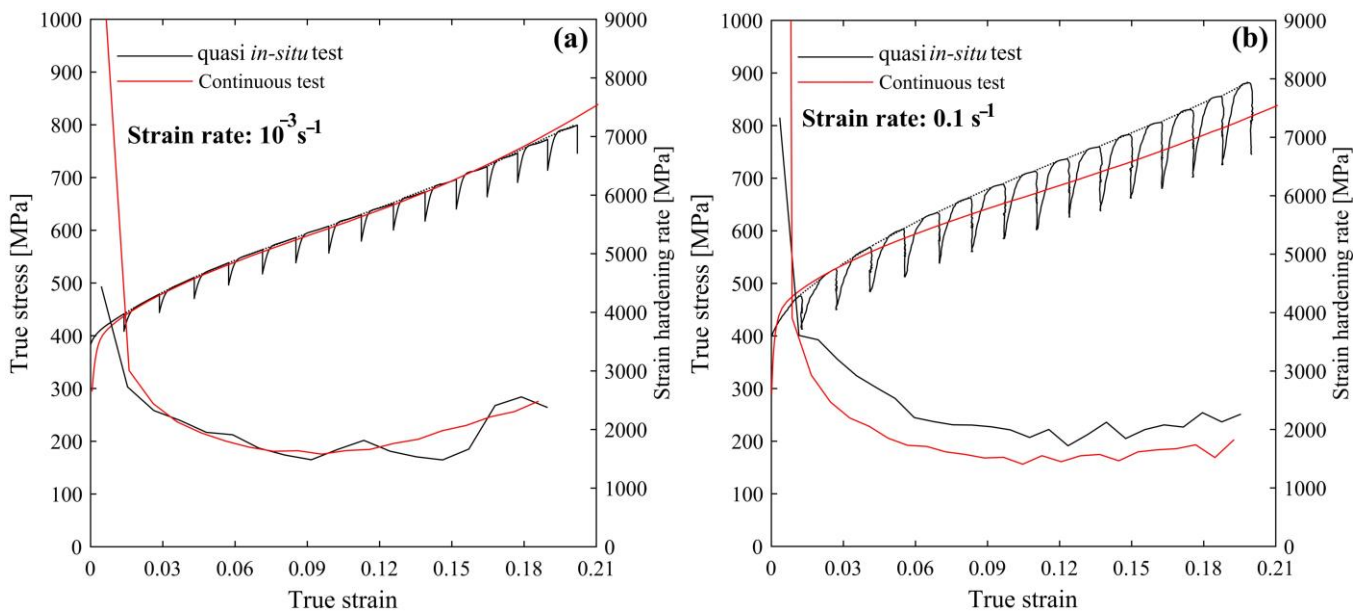 (a)
quasi in-situ test
Continuous test
Strain rate: 10⁻³s⁻¹
True stress [MPa]
1000
900
800
700
600
500
400
300
200
100
0
Strain hardening rate [MPa]
9000
8000
7000
6000
5000
4000
3000
2000
1000
0
0 0.03 0.06 0.09 0.12 0.15 0.18 0.21
True strain
(b)
quasi in-situ test
Continuous test
Strain rate: 0.1 s⁻¹
True stress [MPa]
1000
900
800
700
600
500
400
300
200
100
0
Strain hardening rate [MPa]
9000
8000
7000
6000
5000
4000
3000
2000
1000
0
0 0.03 0.06 0.09 0.12 0.15 0.18 0.21
True strain